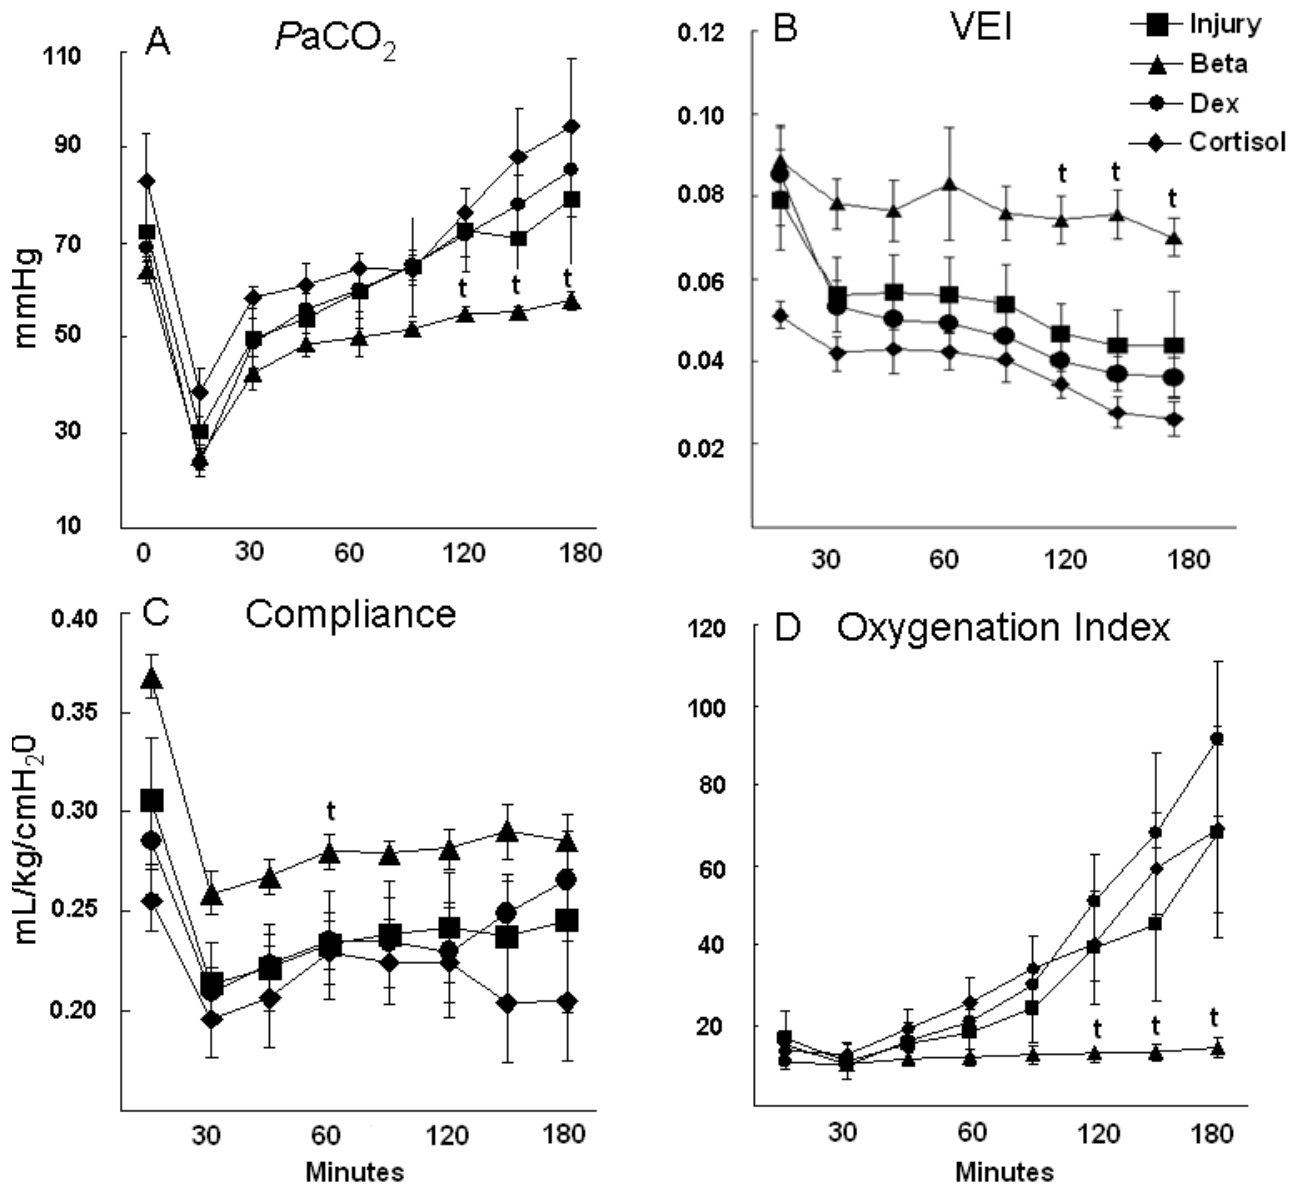 A PaCO2
110
90
70
50
30
10
mmHg
t t t
0 30 60 120 180
B VEI
Injury
Beta
Dex
Cortisol
0.12
0.10
0.08
0.06
0.04
0.02
t t t
30 60 120 180
C Compliance
0.40
0.35
0.30
0.25
0.20
mL/kg/cmH20
t
30 60 120 180
Minutes
D Oxygenation Index
120
100
80
60
40
20
t t t
30 60 120 180
Minutes